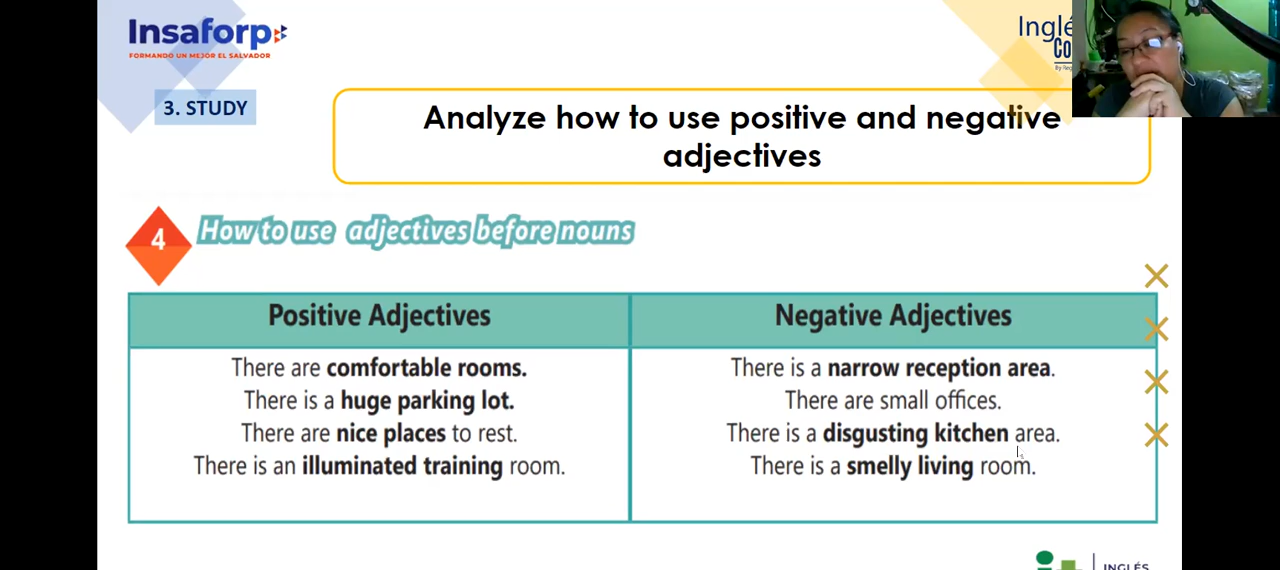 Insaforp
FORMANDO UN MEJOR EL SALVADOR
3. STUDY
Analyze how to use positive and negative
adjectives
4
How to use adjectives before nouns
Positive Adjectives
There are comfortable rooms.
There is a huge parking lot.
There are nice places to rest.
There is an illuminated training room.
Negative Adjectives
There is a narrow reception area.
There are small offices.
There is a disgusting kitchen area.
There is a smelly living room.
INGLÉS